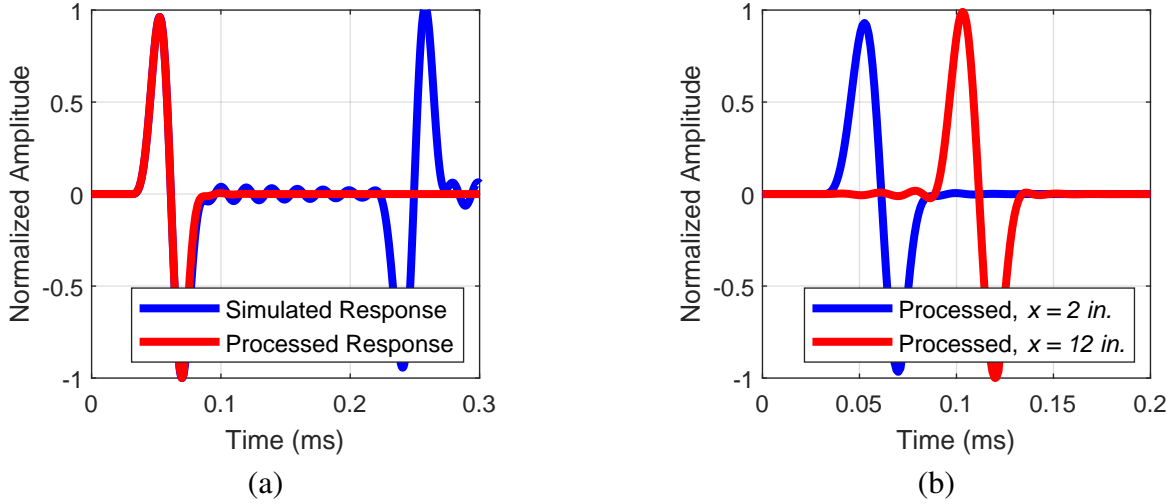 1
0.5
0
-0.5
-1
Normalized Amplitude
Simulated Response
Processed Response
0 0.1 0.2 0.3
Time (ms)
(a)
1
0.5
0
-0.5
-1
Normalized Amplitude
Processed, x = 2 in.
Processed, x = 12 in.
0 0.05 0.1 0.15 0.2
Time (ms)
(b)